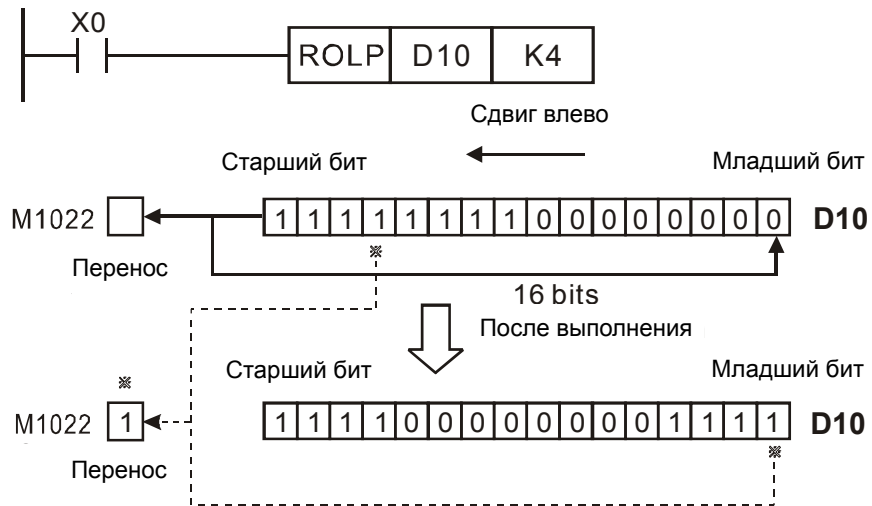 X0
ROLP D10 K4
Сдвиг влево
Старший бит Младший бит
M1022 1 1 1 1 1 1 1 1 0 0 0 0 0 0 0 0 D10
※
Перенос
16 bits
После выполнения
Старший бит Младший бит
※
M1022 1 1 1 1 1 0 0 0 0 0 0 0 0 1 1 1 1 D10
Перенос ※